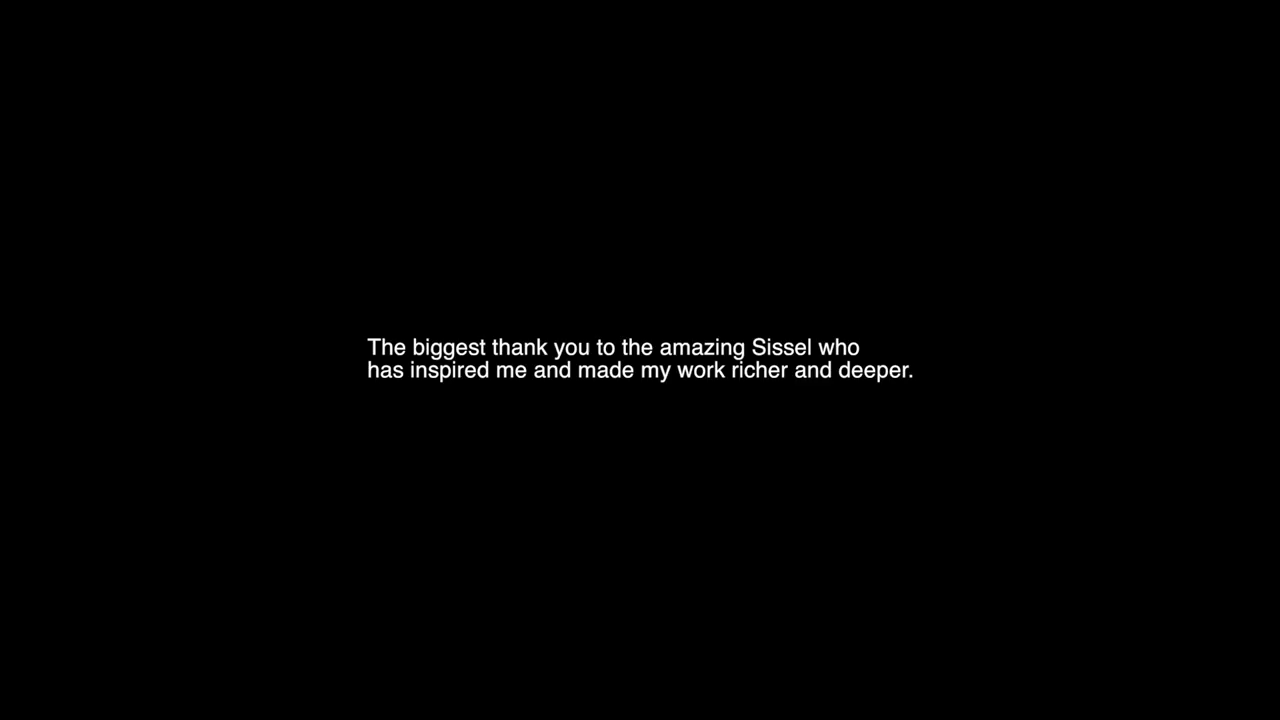 The biggest thank you to the amazing Sissel who
has inspired me and made my work richer and deeper.